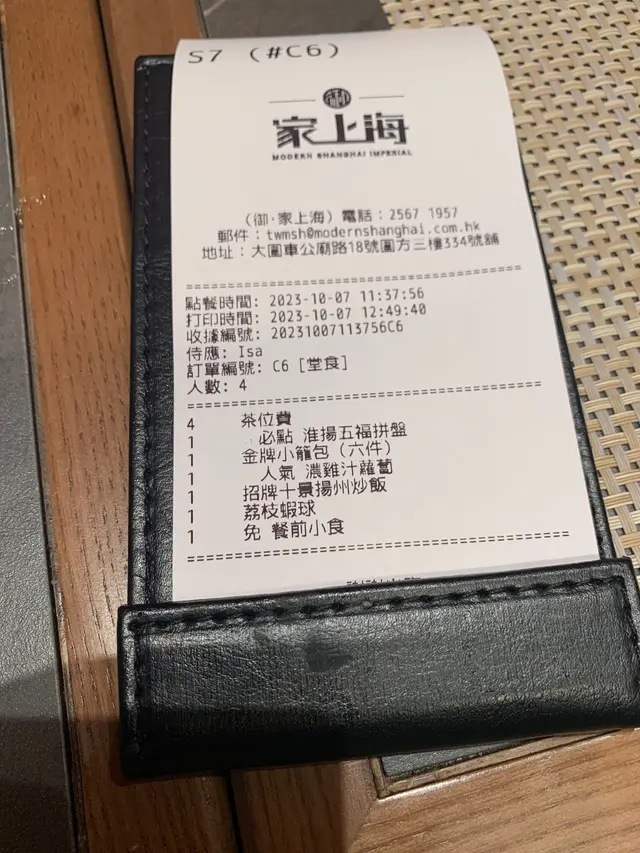 S7 (#C6)
御
家上海
MODERN SHANGHAI IMPERIAL
(御·家上海) 電話：2567 1957
郵件：twmsh@modernshanghai.com.hk
地址：大圍車公廟路18號圍方三樓334號舖
點餐時間: 2023-10-07 11:37:56
打印時間: 2023-10-07 12:49:40
收據編號: 20231007113756C6
侍應: Isa
訂單編號: C6 [堂食]
人數: 4
4 茶位費
1 必點 淮揚五福拼盤
1 金牌小籠包（六件）
1 人氣 濃雞汁蘿蔔
1 招牌十景揚州炒飯
1 荔枝蝦球
1 免 餐前小食